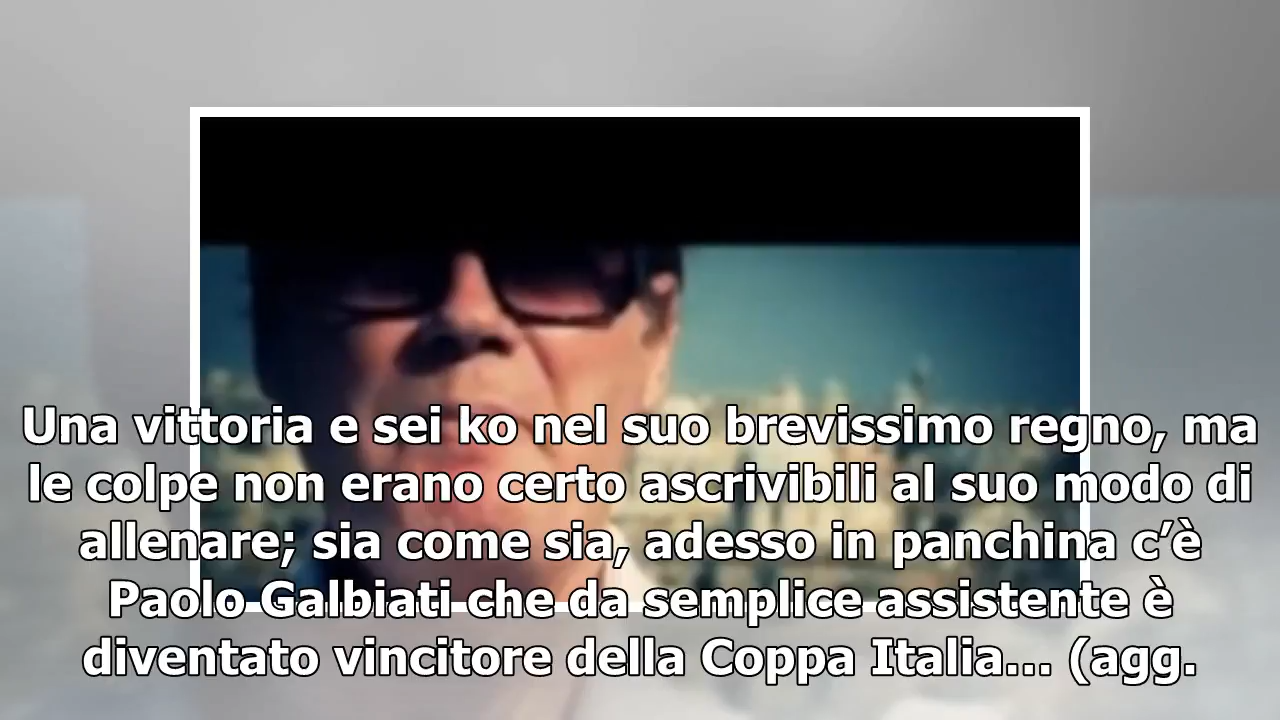 Una vittoria e sei ko nel suo brevissimo regno, ma
le colpe non erano certo ascrivibili al suo modo di
allenare; sia come sia, adesso in panchina c’è
Paolo Galbiati che da semplice assistente è
diventato vincitore della Coppa Italia... (agg.